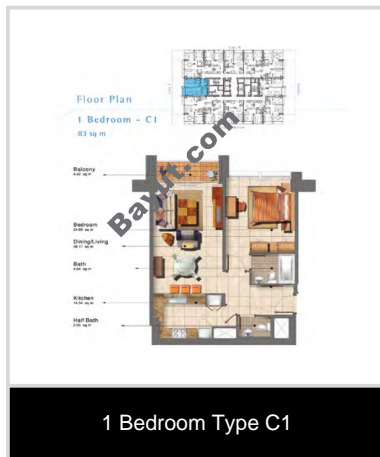 Floor Plan
1 Bedroom - C1
83 sq m
Balcony
Bedroom
Dining/Living
Bath
Kitchen
Half Bath
Bayut.com
1 Bedroom Type C1